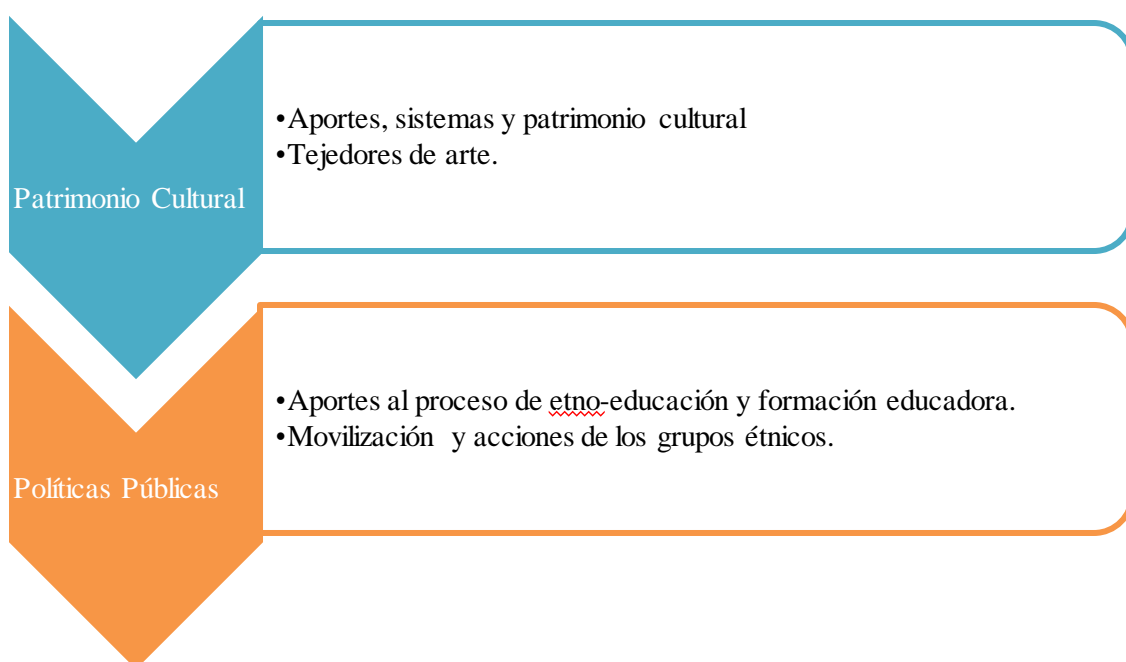 Patrimonio Cultural
•Aportes, sistemas y patrimonio cultural
•Tejedores de arte.
Políticas Públicas
•Aportes al proceso de etno-educación y formación educadora.
•Movilización y acciones de los grupos étnicos.